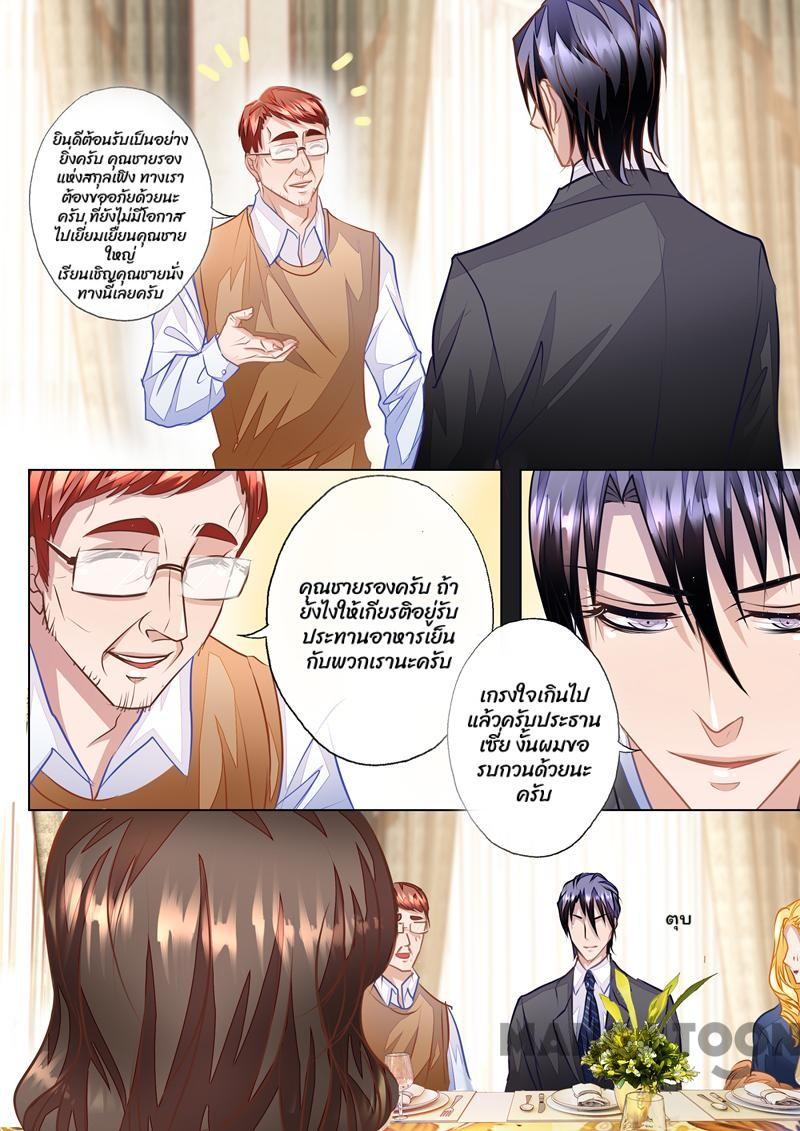 ยินดีต้อนรับเป็นอย่าง
ยิ่งครับ คุณชายรอง
แห่งสกุลเฟิง ทางเรา
ต้องขออภัยด้วยนะ
ครับ ที่ยังไม่มีโอกาส
ไปเยี่ยมเยือนคุณชาย
ใหญ่
เรียนเชิญคุณชายนั่ง
ทางนี้เลยครับ
คุณชายรองครับ ถ้า
ยังไงให้เกียรติอยู่รับ
ประทานอาหารเย็น
กับพวกเรานะครับ
เกรงใจเกินไป
แล้วครับประธาน
เซี่ย งั้นผมขอ
รบกวนด้วยนะ
ครับ
ตุบ
MANGATOON